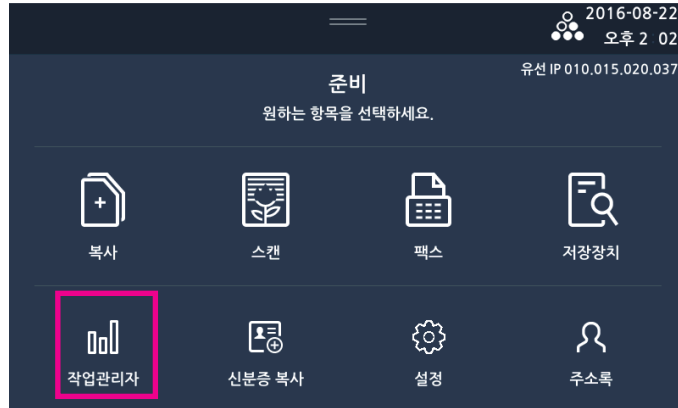 2016-08-22
오후 2 02
유선 IP 010.015.020.037
준비
원하는 항목을 선택하세요.
복사
스캔
팩스
저장장치
작업관리자
신분증 복사
설정
주소록